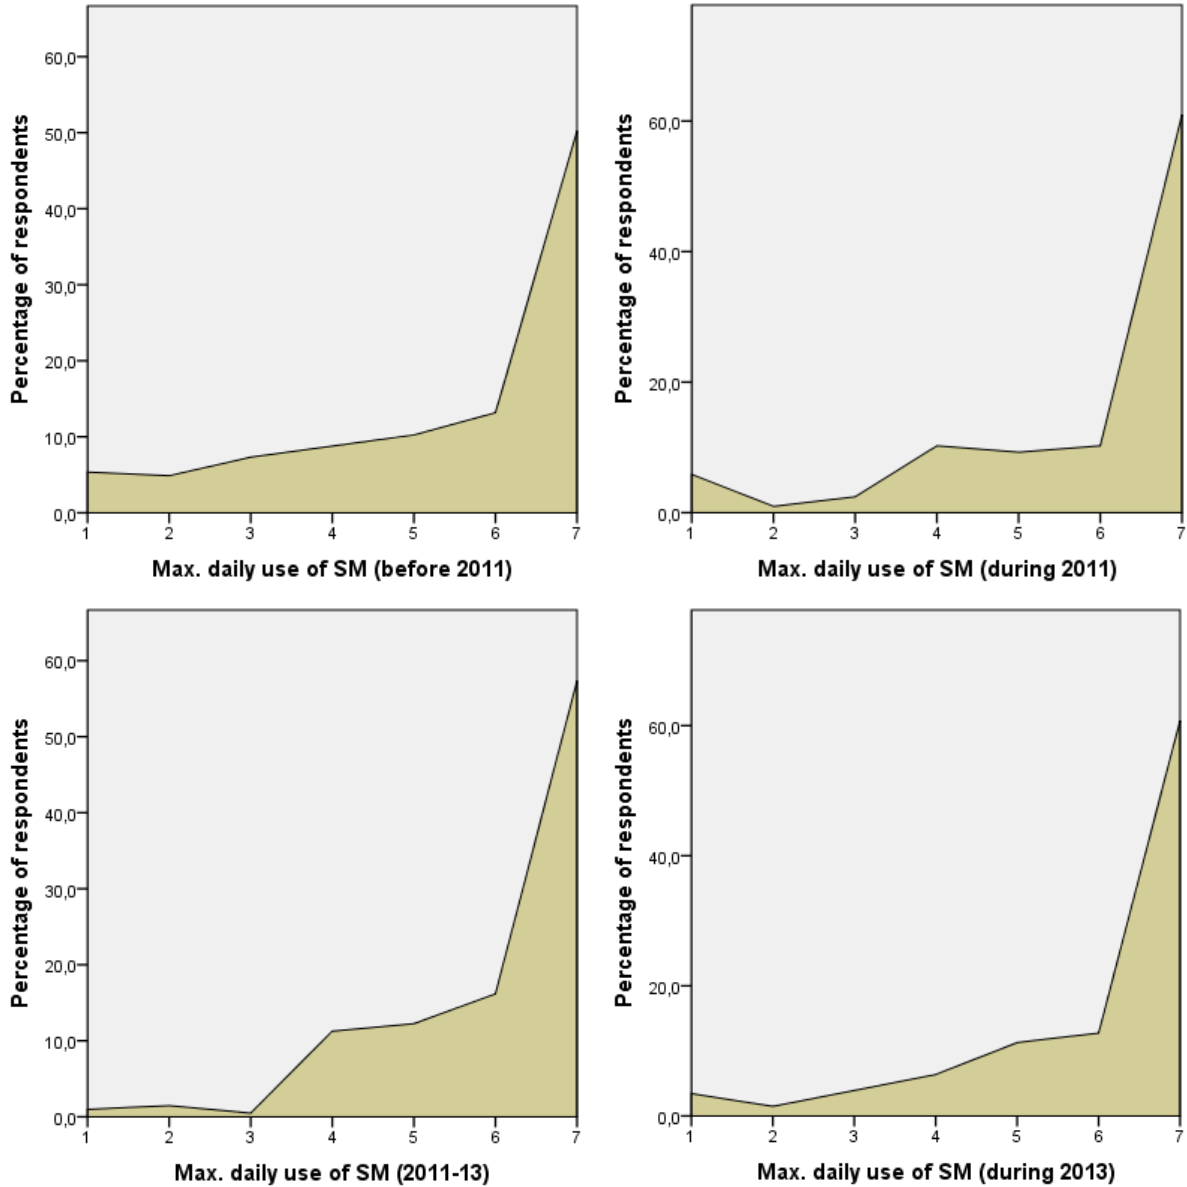 Percentage of respondents
60,0
50,0
40,0
30,0
20,0
10,0
0,0
1 2 3 4 5 6 7
Max. daily use of SM (before 2011)
Percentage of respondents
60,0
40,0
20,0
0,0
1 2 3 4 5 6 7
Max. daily use of SM (during 2011)
Percentage of respondents
60,0
50,0
40,0
30,0
20,0
10,0
0,0
1 2 3 4 5 6 7
Max. daily use of SM (2011-13)
Percentage of respondents
60,0
40,0
20,0
0,0
1 2 3 4 5 6 7
Max. daily use of SM (during 2013)